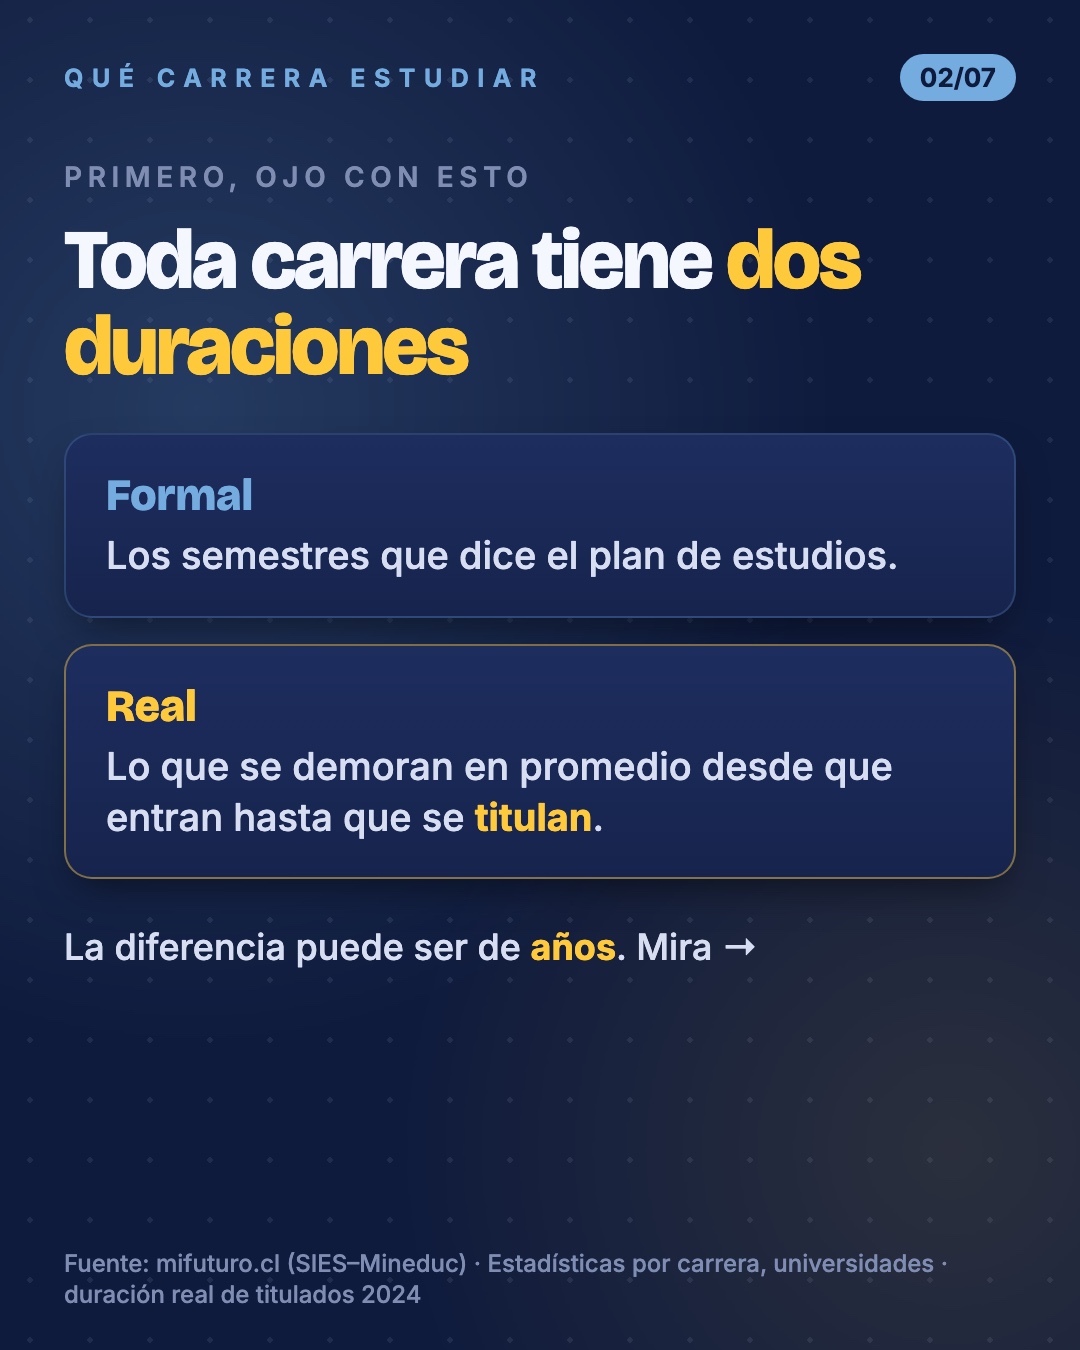 QUÉ CARRERA ESTUDIAR
02/07
PRIMERO, OJO CON ESTO
Toda carrera tiene dos
duraciones
Formal
Los semestres que dice el plan de estudios.
Real
Lo que se demoran en promedio desde que
entran hasta que se titulan.
La diferencia puede ser de años. Mira →
Fuente: mifuturo.cl (SIES–Mineduc) · Estadísticas por carrera, universidades ·
duración real de titulados 2024